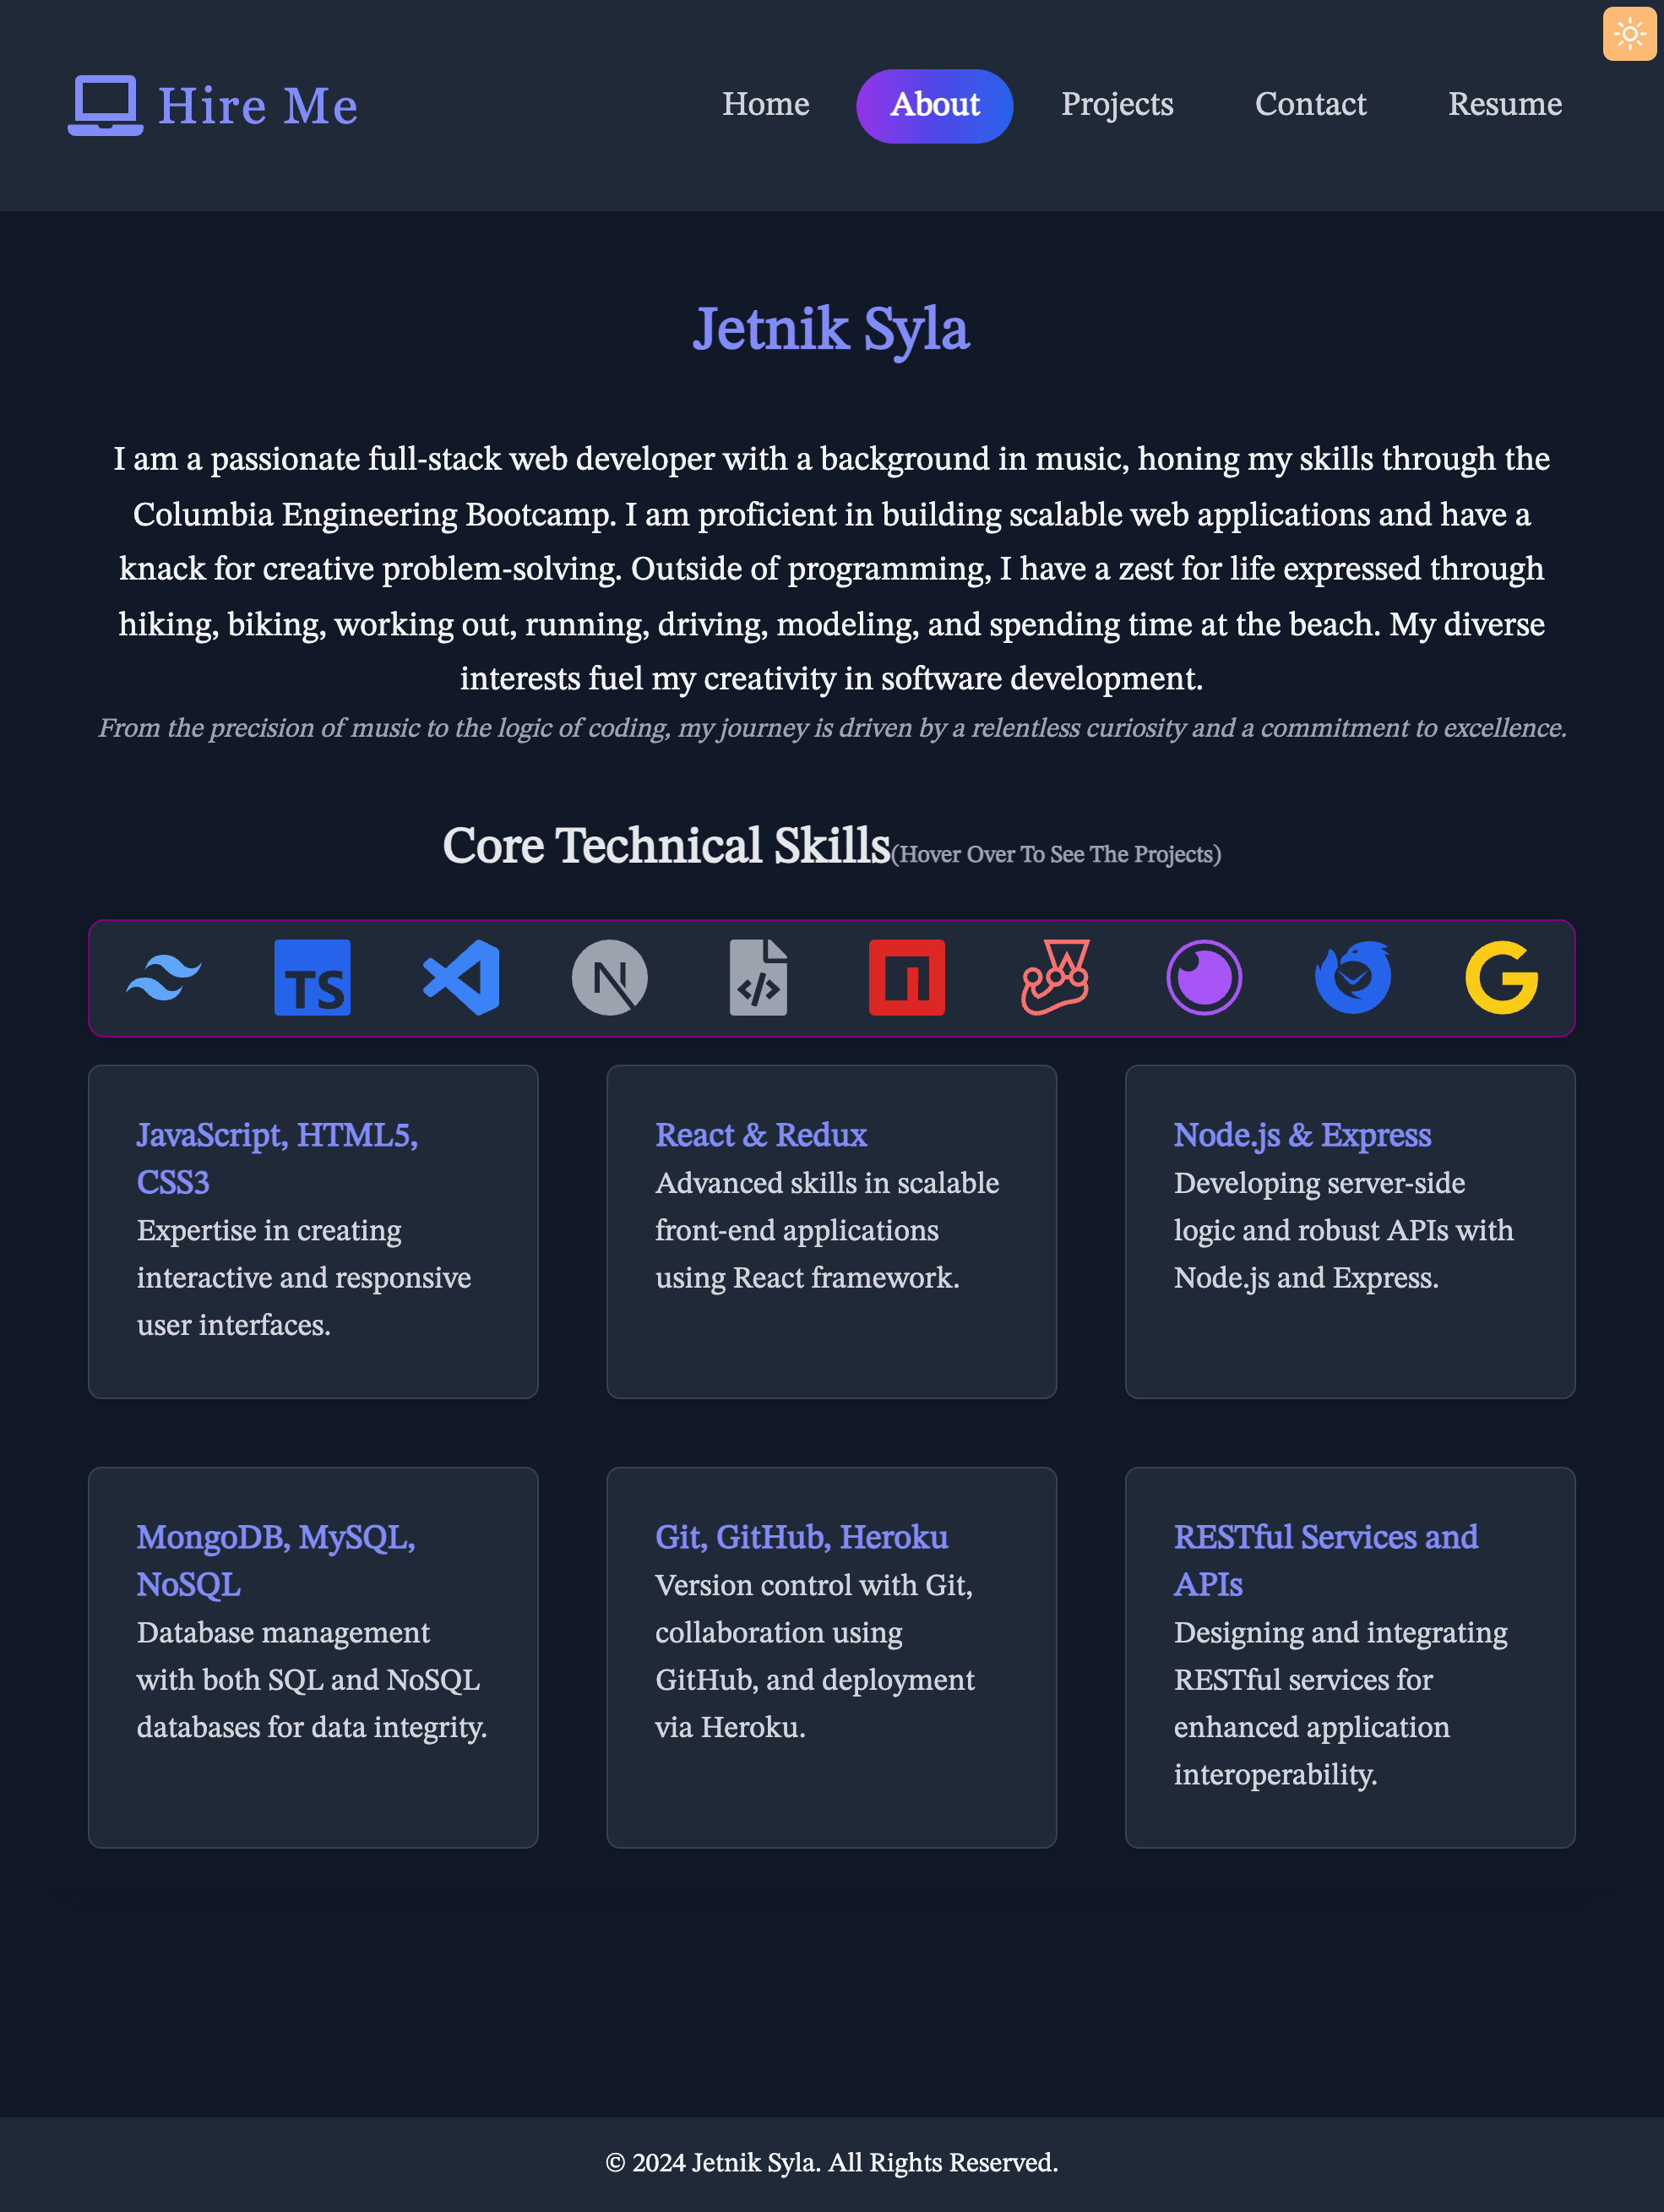 Hire Me
Home
About
Projects
Contact
Resume
Jetnik Syla
I am a passionate full-stack web developer with a background in music, honing my skills through the
Columbia Engineering Bootcamp. I am proficient in building scalable web applications and have a
knack for creative problem-solving. Outside of programming, I have a zest for life expressed through
hiking, biking, working out, running, driving, modeling, and spending time at the beach. My diverse
interests fuel my creativity in software development.
From the precision of music to the logic of coding, my journey is driven by a relentless curiosity and a commitment to excellence.
Core Technical Skills(Hover Over To See The Projects)
TS
N
</>
G
JavaScript, HTML5,
CSS3
Expertise in creating
interactive and responsive
user interfaces.
React & Redux
Advanced skills in scalable
front-end applications
using React framework.
Node.js & Express
Developing server-side
logic and robust APIs with
Node.js and Express.
MongoDB, MySQL,
NoSQL
Database management
with both SQL and NoSQL
databases for data integrity.
Git, GitHub, Heroku
Version control with Git,
collaboration using
GitHub, and deployment
via Heroku.
RESTful Services and
APIs
Designing and integrating
RESTful services for
enhanced application
interoperability.
© 2024 Jetnik Syla. All Rights Reserved.